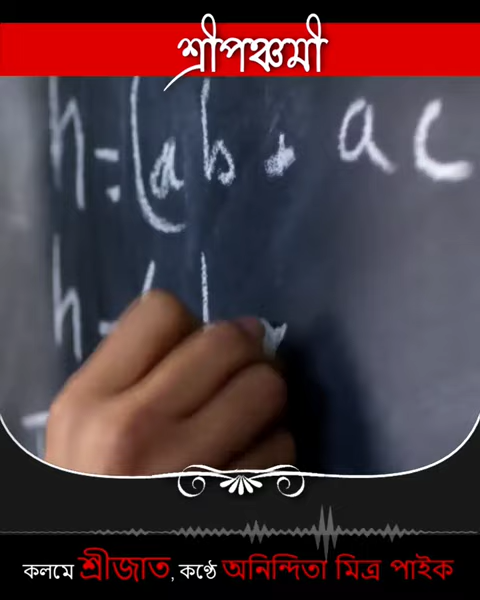 শ্রীপঞ্চমী
h = (ab + ac
h =
কলমে শ্রীজাত, কণ্ঠে অনিন্দিতা মিত্র পাইক